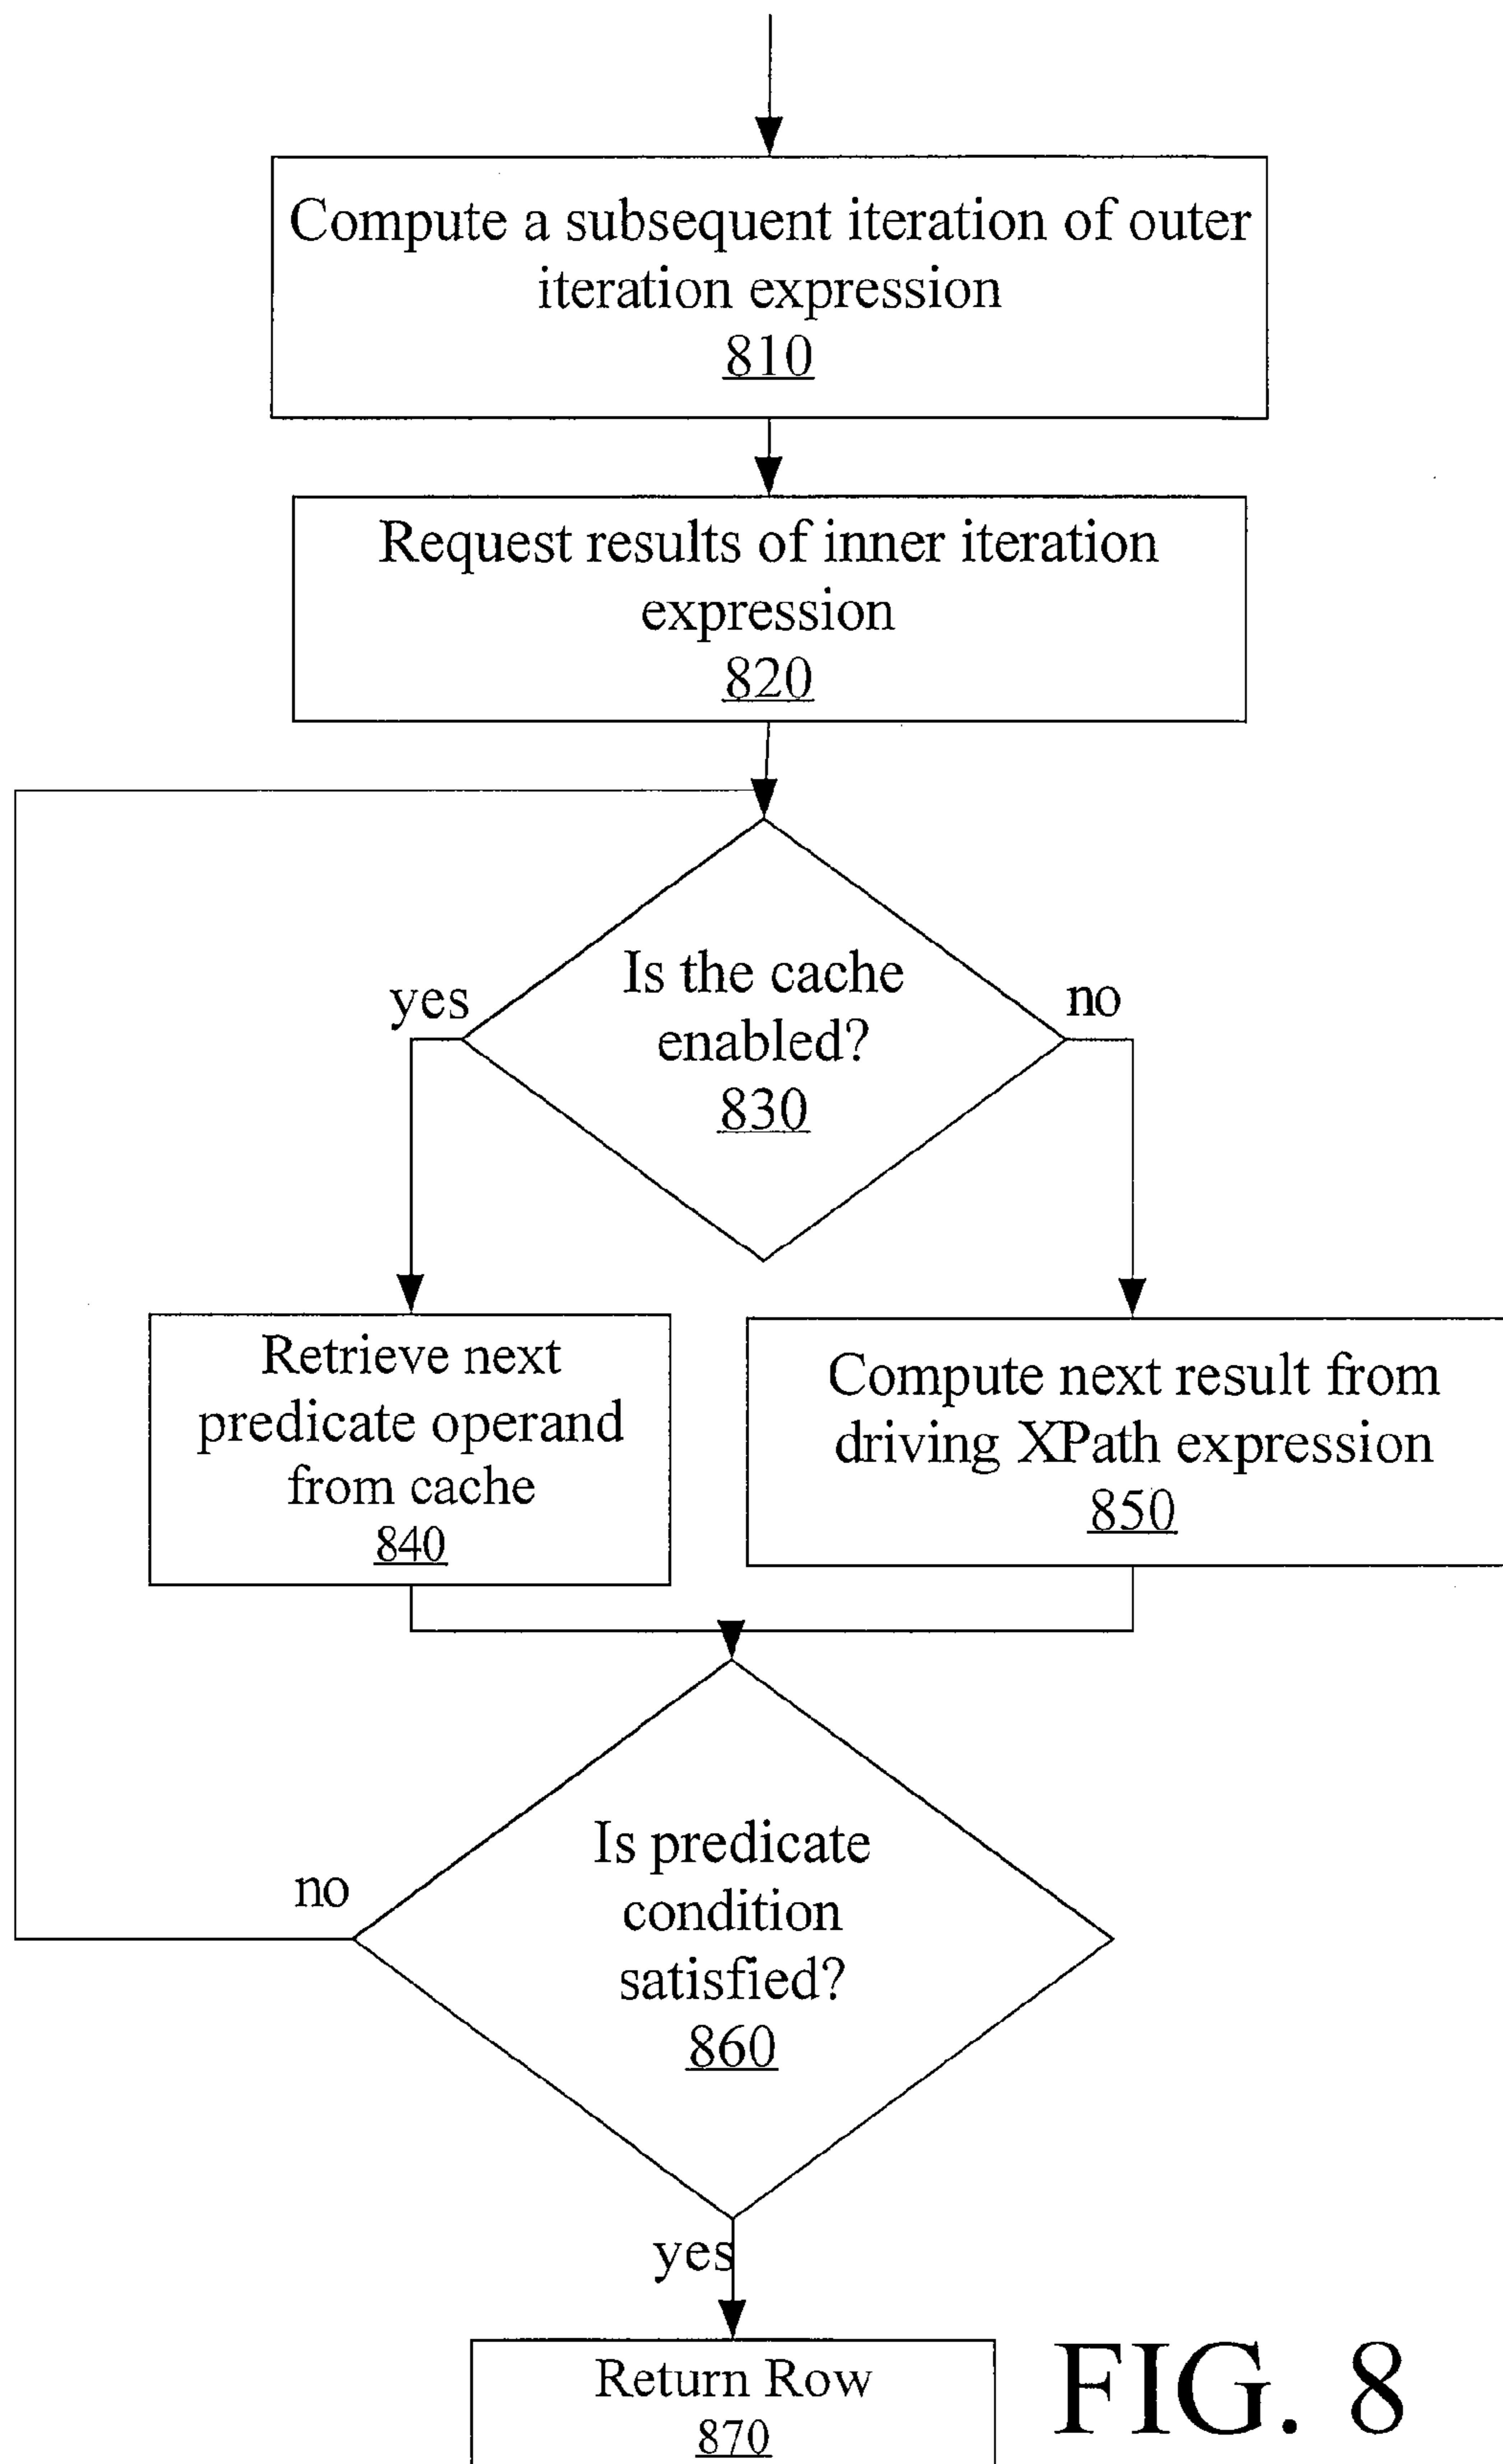 Compute a subsequent iteration of outer
iteration expression
810
Request results of inner iteration
expression
820
Is the cache
enabled?
830
yes
no
Retrieve next
predicate operand
from cache
840
Compute next result from
driving XPath expression
850
Is predicate
condition
satisfied?
860
no
yes
Return Row
870
FIG. 8